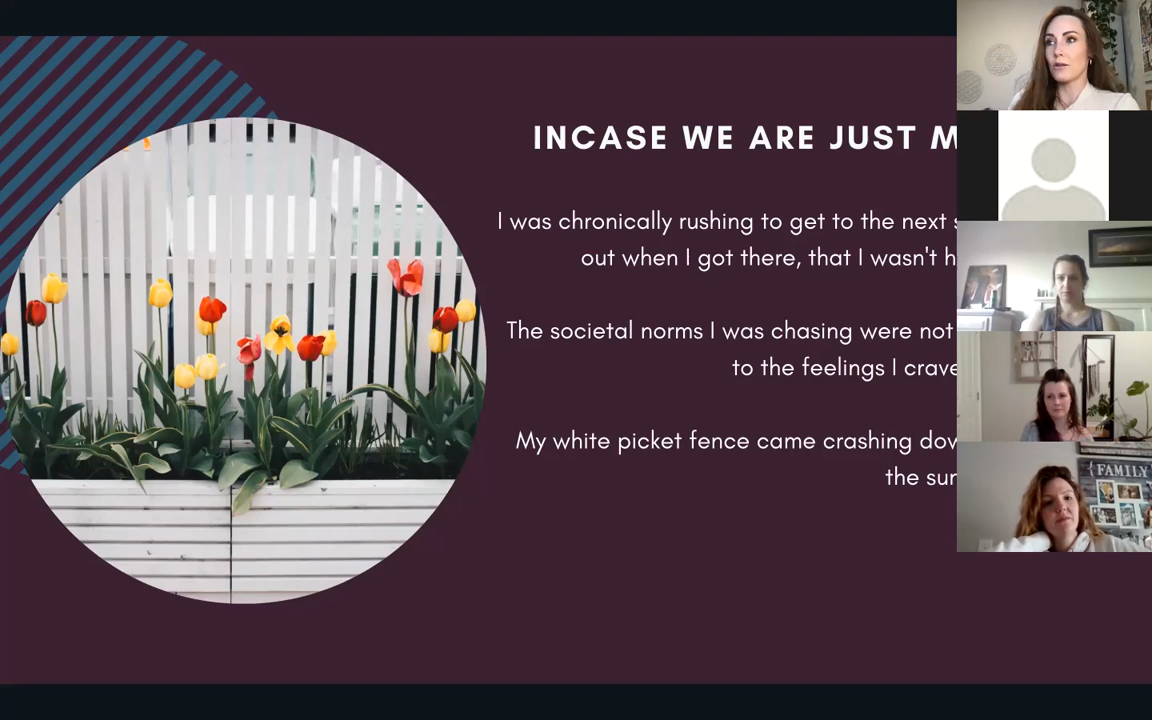 INCASE WE ARE JUST M
I was chronically rushing to get to the next s
out when I got there, that I wasn't h
The societal norms I was chasing were not
to the feelings I crave
My white picket fence came crashing dow
the sur
FAMILY